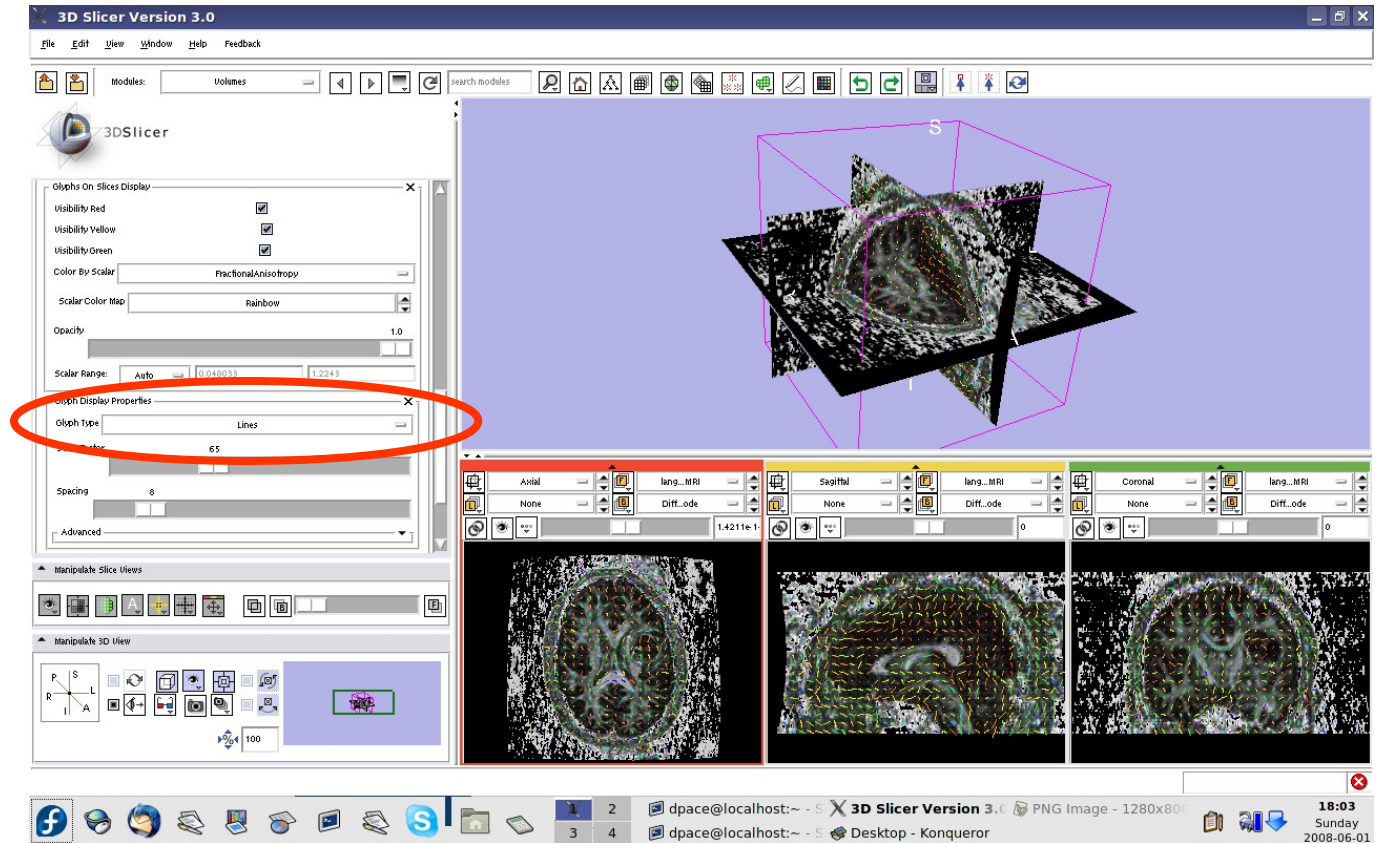 3D Slicer Version 3.0
File Edit View Window Help Feedback
Modules: Volumes search modules
3DSlicer
Glyphs On Slices Display
Visibility Red
Visibility Yellow
Visibility Green
Color By Scalar FractionalAnisotropy
Scalar Color Map Rainbow
Opacity 1.0
Scalar Range: Auto 0.048033 1.2243
Glyph Display Properties
Glyph Type Lines
65
Spacing 8
Advanced
Manipulate Slice Views
A B F
Manipulate 3D View
P S
R L
I A
% 100
S
R
A
I
Axial F lang...MRI
L None B Diff...ode
1.4211e-1
Sagittal F lang...MRI
L None B Diff...ode
0
Coronal F lang...MRI
L None B Diff...ode
0
1 2
3 4
dpace@localhost:~ - S
3D Slicer Version 3.0
PNG Image - 1280x800
dpace@localhost:~ - S
Desktop - Konqueror
18:03
Sunday
2008-06-01